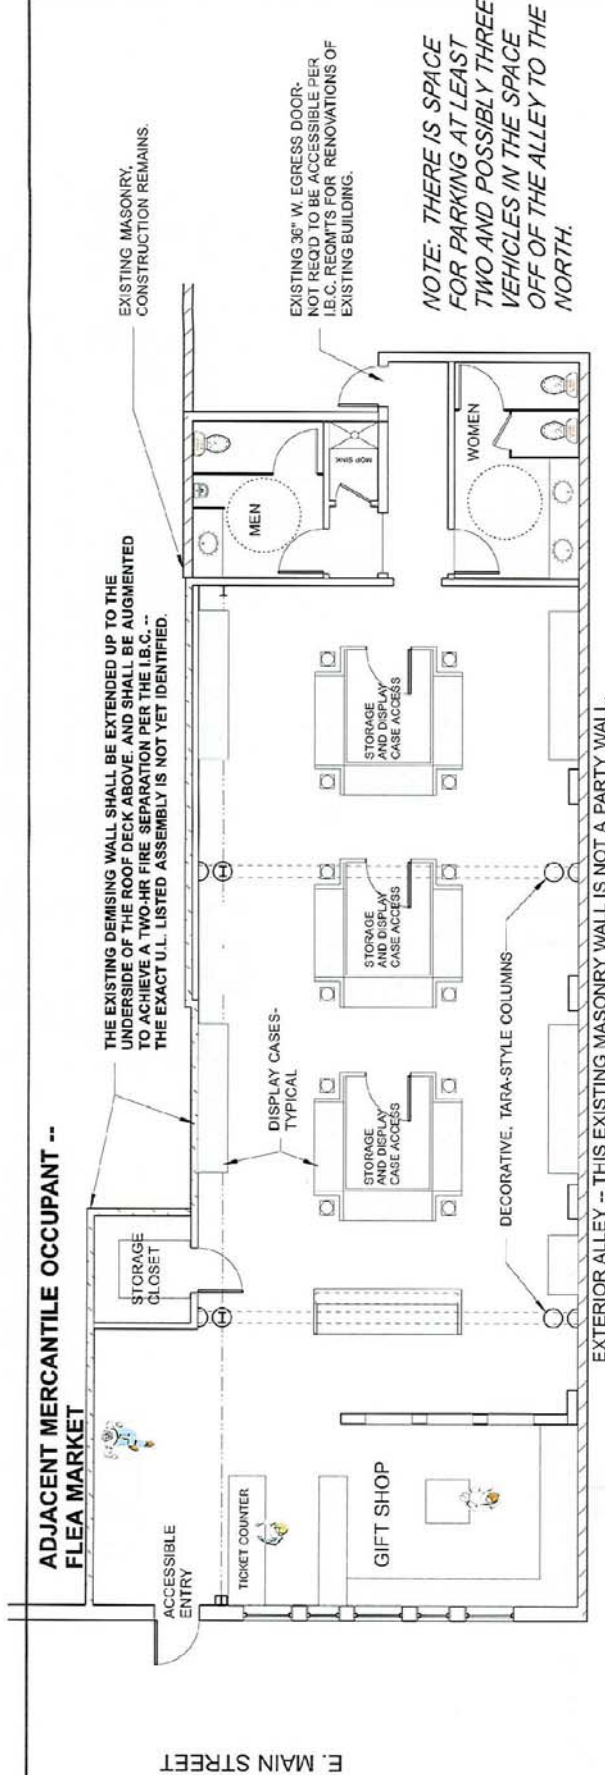 ADJACENT MERCANTILE OCCUPANT --
FLEA MARKET
THE EXISTING DEMISING WALL SHALL BE EXTENDED UP TO THE
UNDERSIDE OF THE ROOF DECK ABOVE, AND SHALL BE AUGMENTED
TO ACHIEVE A TWO-HR FIRE SEPARATION PER THE I.B.C. --
THE EXACT U.L. LISTED ASSEMBLY IS NOT YET IDENTIFIED.
EXISTING MASONRY,
CONSTRUCTION REMAINS.
EXISTING 36" W. EGRESS DOOR-
NOT REQ'D TO BE ACCESSIBLE PER
I.B.C. REQM'TS FOR RENOVATIONS OF
EXISTING BUILDING.
NOTE: THERE IS SPACE
FOR PARKING AT LEAST
TWO AND POSSIBLY THREE
VEHICLES IN THE SPACE
OFF OF THE ALLEY TO THE
NORTH.
E. MAIN STREET
ACCESSIBLE
ENTRY
TICKET COUNTER
GIFT SHOP
STORAGE
CLOSET
DISPLAY CASES-
TYPICAL
STORAGE
AND DISPLAY
CASE ACCESS
STORAGE
AND DISPLAY
CASE ACCESS
STORAGE
AND DISPLAY
CASE ACCESS
DECORATIVE, TARA-STYLE COLUMNS
MEN
MOP SINK
WOMEN
EXTERIOR ALLEY -- THIS EXISTING MASONRY WALL IS NOT A PARTY WALL.